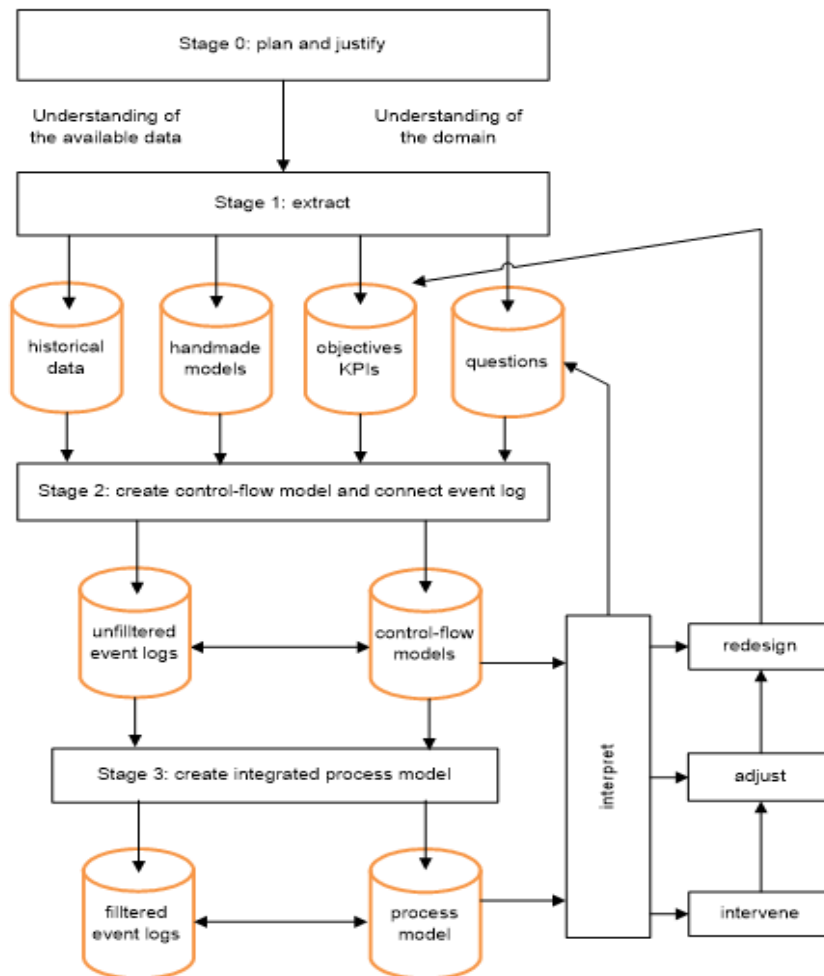 Stage 0: plan and justify
Understanding of
the available data
Understanding of
the domain
Stage 1: extract
historical
data
handmade
models
objectives
KPIs
questions
Stage 2: create control-flow model and connect event log
unfilltered
event logs
control-flow
models
redesign
Stage 3: create integrated process model
interpret
adjust
filltered
event logs
process
model
intervene